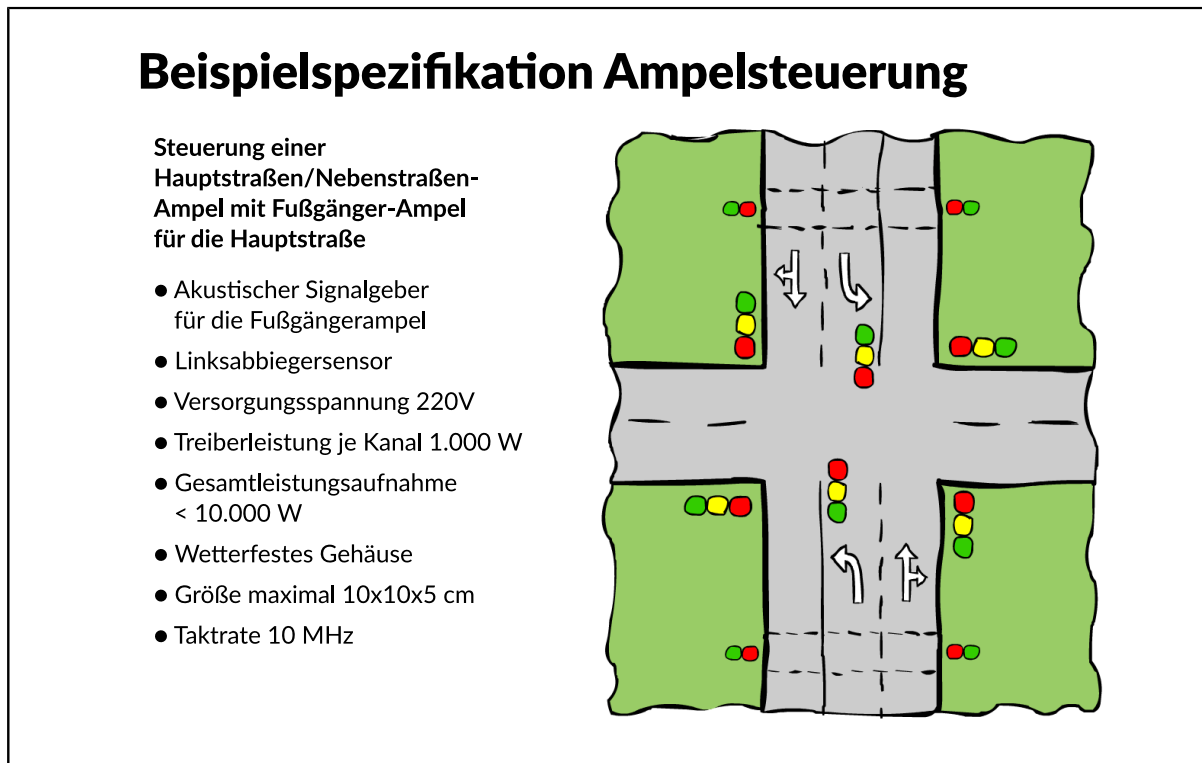 Beispielspezifikation Ampelsteuerung
Steuerung einer
Hauptstraßen/Nebenstraßen-
Ampel mit Fußgänger-Ampel
für die Hauptstraße
● Akustischer Signalgeber
für die Fußgängerampel
● Linksabbiegersensor
● Versorgungsspannung 220V
● Treiberleistung je Kanal 1.000 W
● Gesamtleistungsaufnahme
< 10.000 W
● Wetterfestes Gehäuse
● Größe maximal 10x10x5 cm
● Taktrate 10 MHz